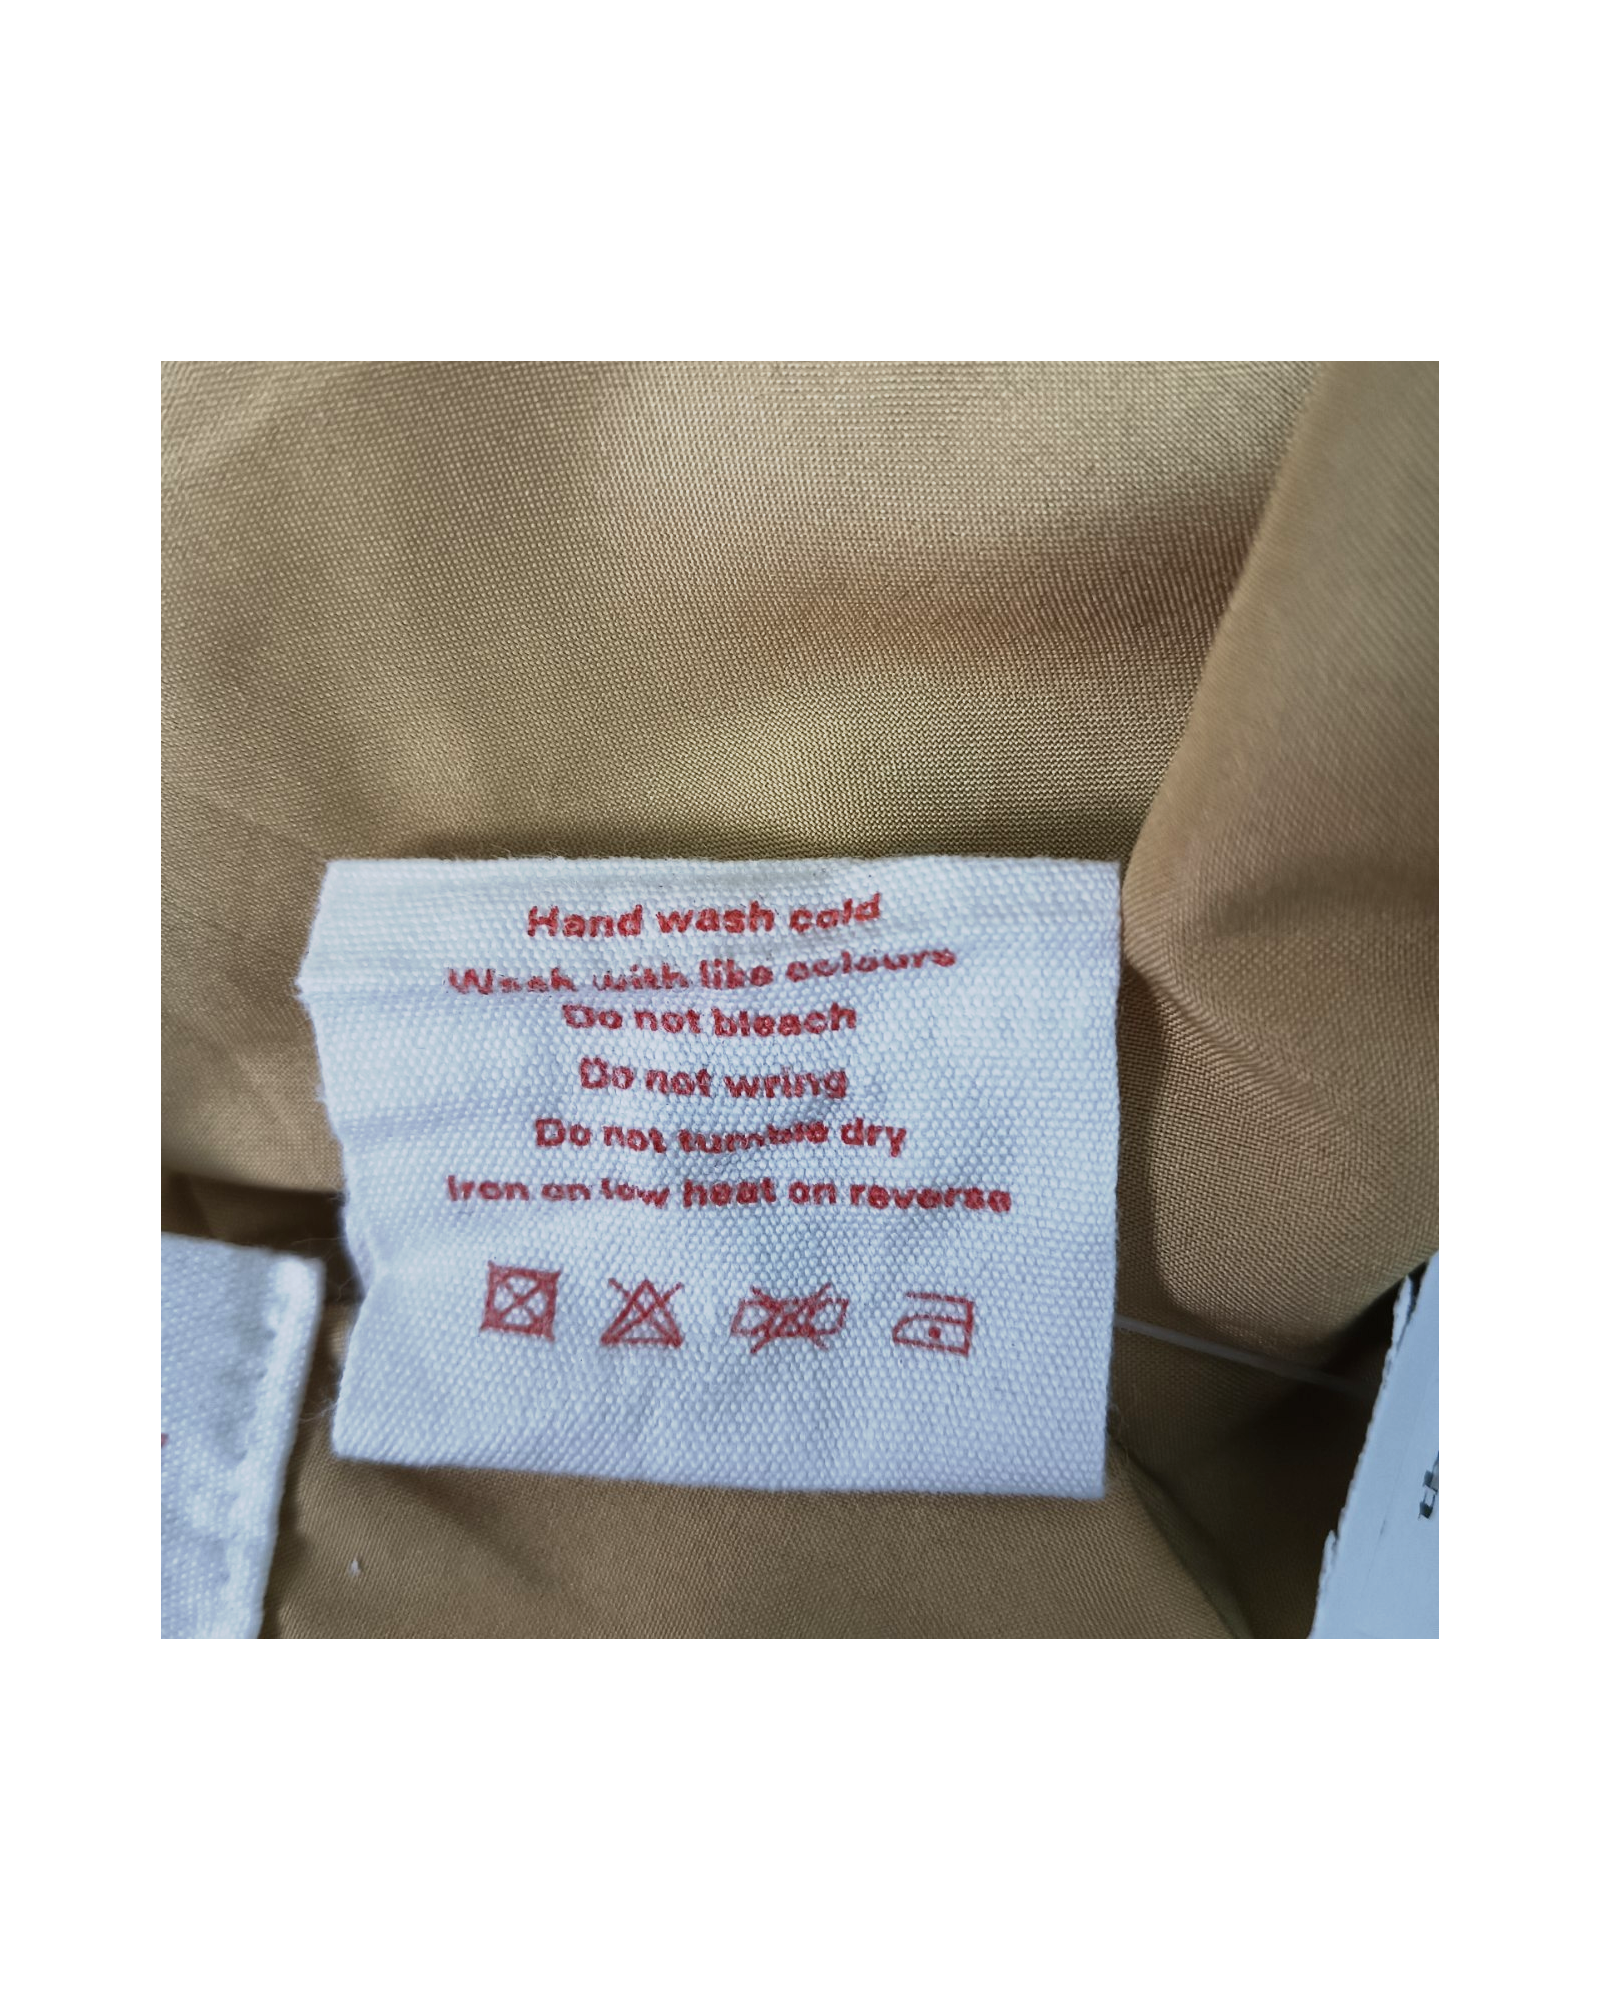 Hand wash cold
Wash with like colours
Do not bleach
Do not wring
Do not tumble dry
Iron on low heat on reverse